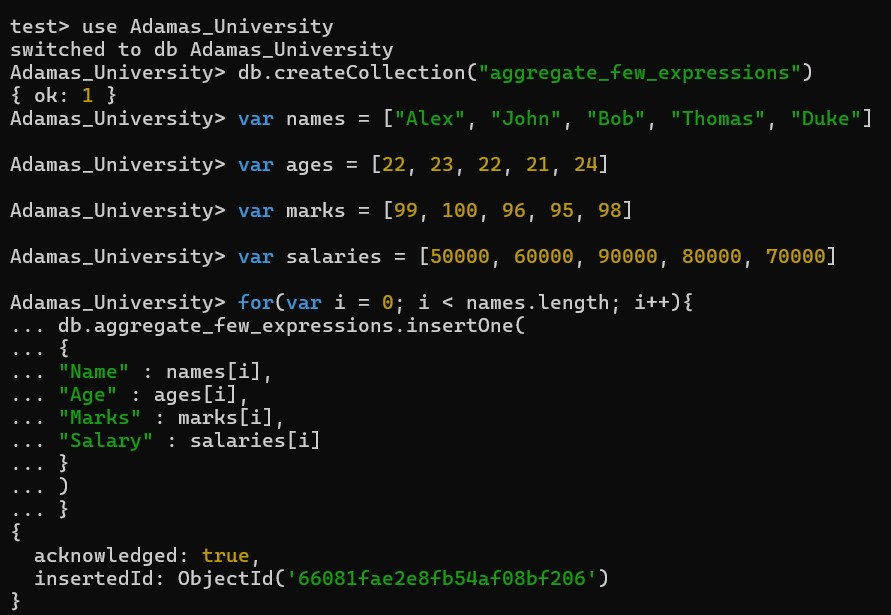 test> use Adamas_University
switched to db Adamas_University
Adamas_University> db.createCollection("aggregate_few_expressions")
{ ok: 1 }
Adamas_University> var names = ["Alex", "John", "Bob", "Thomas", "Duke"]
Adamas_University> var ages = [22, 23, 22, 21, 24]
Adamas_University> var marks = [99, 100, 96, 95, 98]
Adamas_University> var salaries = [50000, 60000, 90000, 80000, 70000]
Adamas_University> for(var i = 0; i < names.length; i++){
... db.aggregate_few_expressions.insertOne(
... {
... "Name" : names[i],
... "Age" : ages[i],
... "Marks" : marks[i],
... "Salary" : salaries[i]
... }
... )
... }
{
  acknowledged: true,
  insertedId: ObjectId('66081fae2e8fb54af08bf206')
}